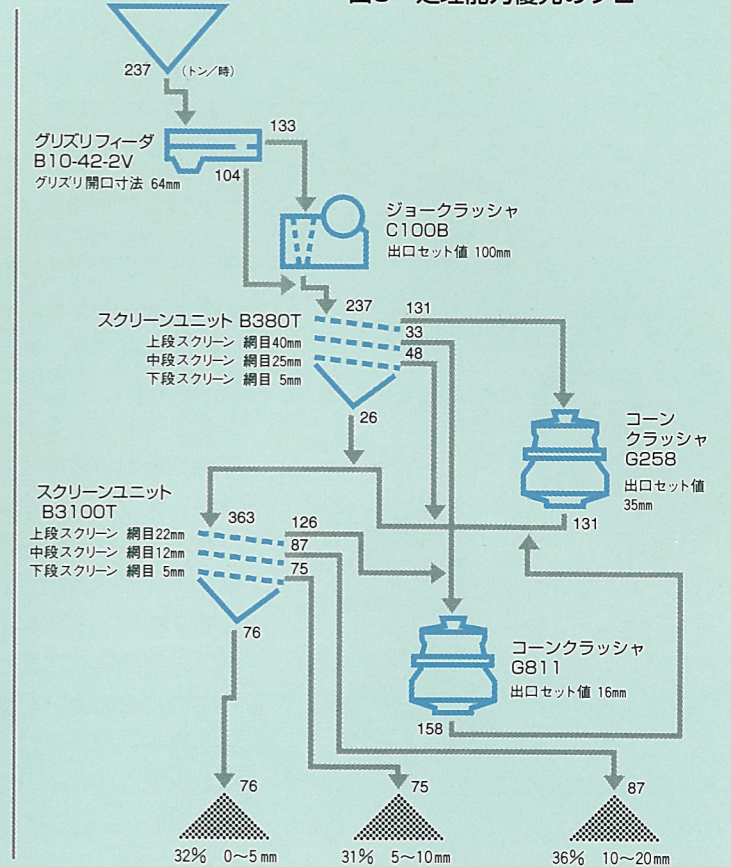 237 (トン/時)
グリズリフィーダ
B10-42-2V
グリズリ開口寸法 64mm
133
104
ジョークラッシャ
C100B
出口セット値 100mm
スクリーンユニット B380T
上段スクリーン 網目40mm
中段スクリーン 網目25mm
下段スクリーン 網目 5mm
237
131
33
48
26
コーン
クラッシャ
G258
出口セット値
35mm
131
スクリーンユニット
B3100T
上段スクリーン 網目22mm
中段スクリーン 網目12mm
下段スクリーン 網目 5mm
363
126
87
75
76
コーンクラッシャ
G811
出口セット値 16mm
158
76
75
87
32% 0〜5mm
31% 5〜10mm
36% 10〜20mm